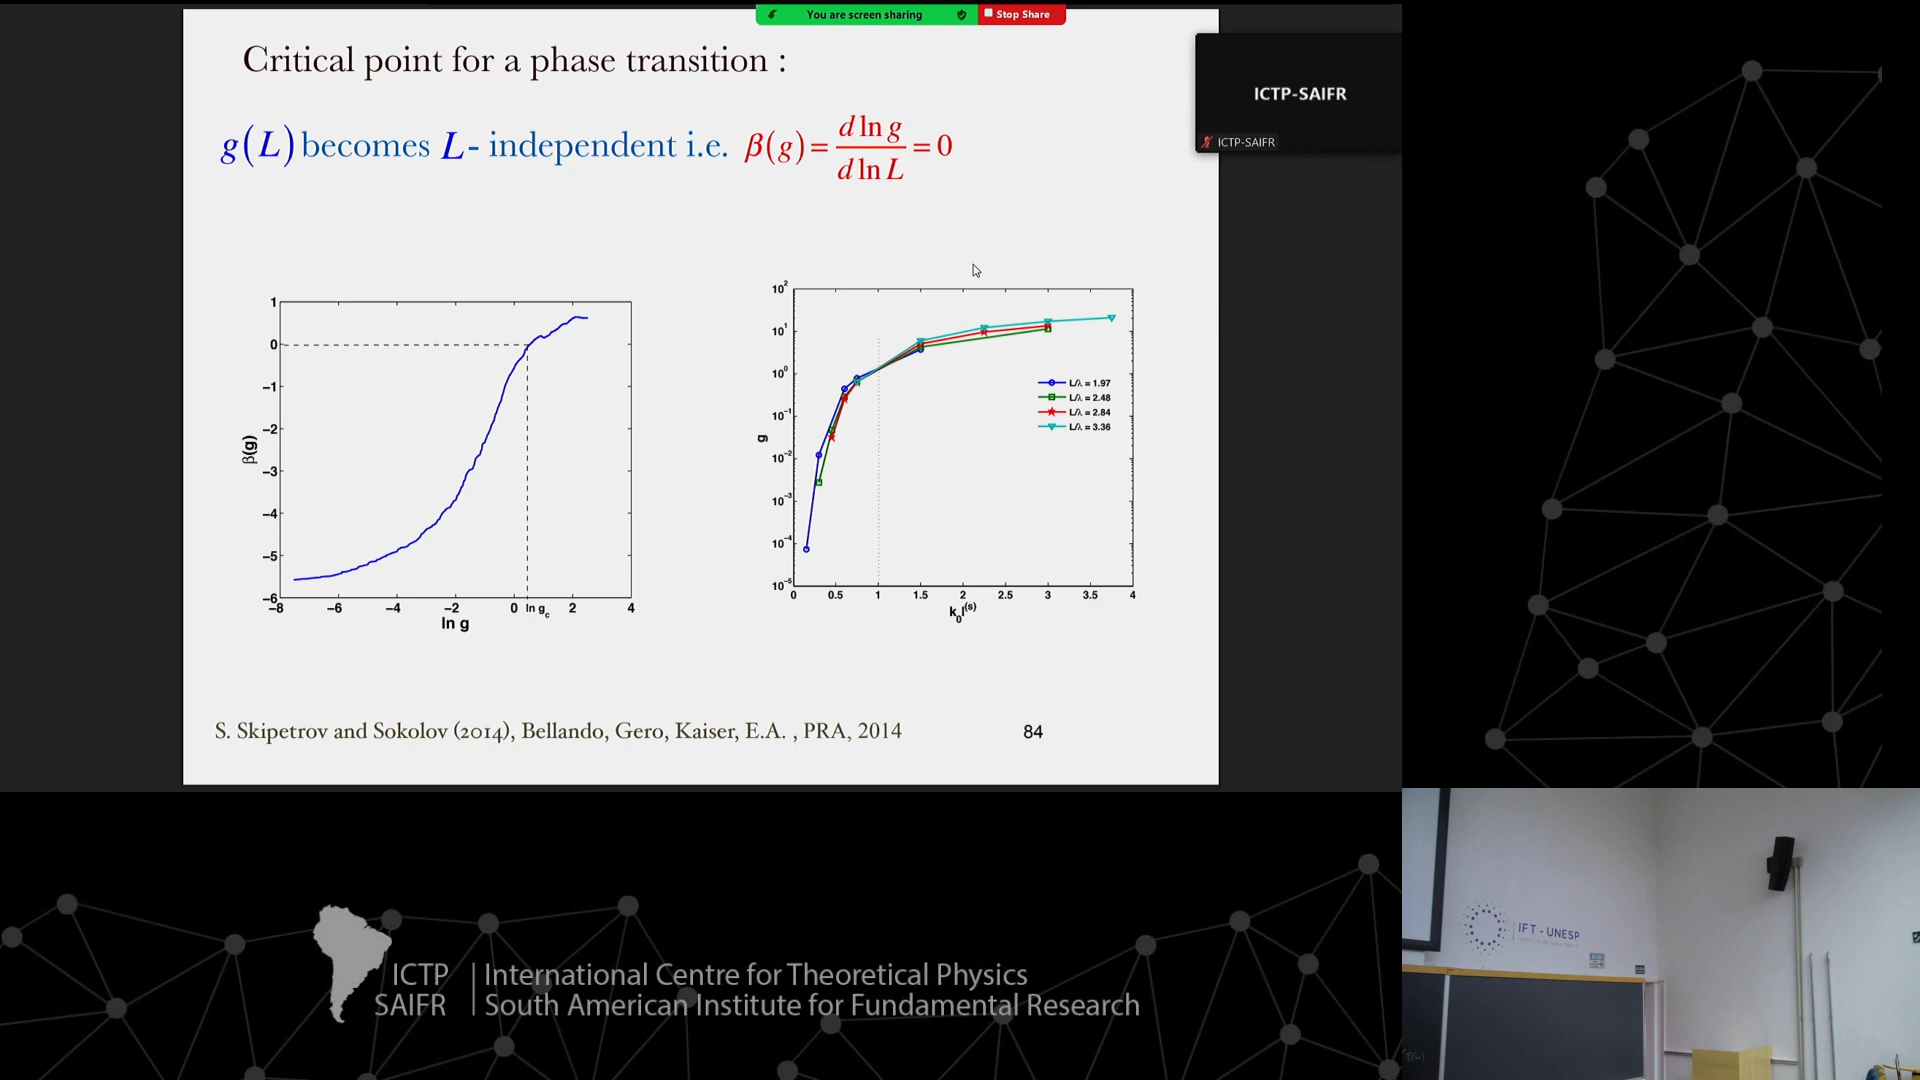 You are screen sharing
Stop Share
Critical point for a phase transition :
g(L) becomes L- independent i.e. β(g) = d ln g / d ln L = 0
ICTP-SAIFR
ICTP-SAIFR
1
0
−1
−2
−3
−4
−5
−6
β(g)
−8 −6 −4 −2 0 ln gc 2 4
ln g
10^2
10^1
10^0
10^-1
10^-2
10^-3
10^-4
10^-5
g
L/λ = 1.97
L/λ = 2.48
L/λ = 2.84
L/λ = 3.36
0 0.5 1 1.5 2 2.5 3 3.5 4
k0l(s)
S. Skipetrov and Sokolov (2014), Bellando, Gero, Kaiser, E.A. , PRA, 2014
84
ICTP SAIFR
International Centre for Theoretical Physics
South American Institute for Fundamental Research
IFT - UNESP